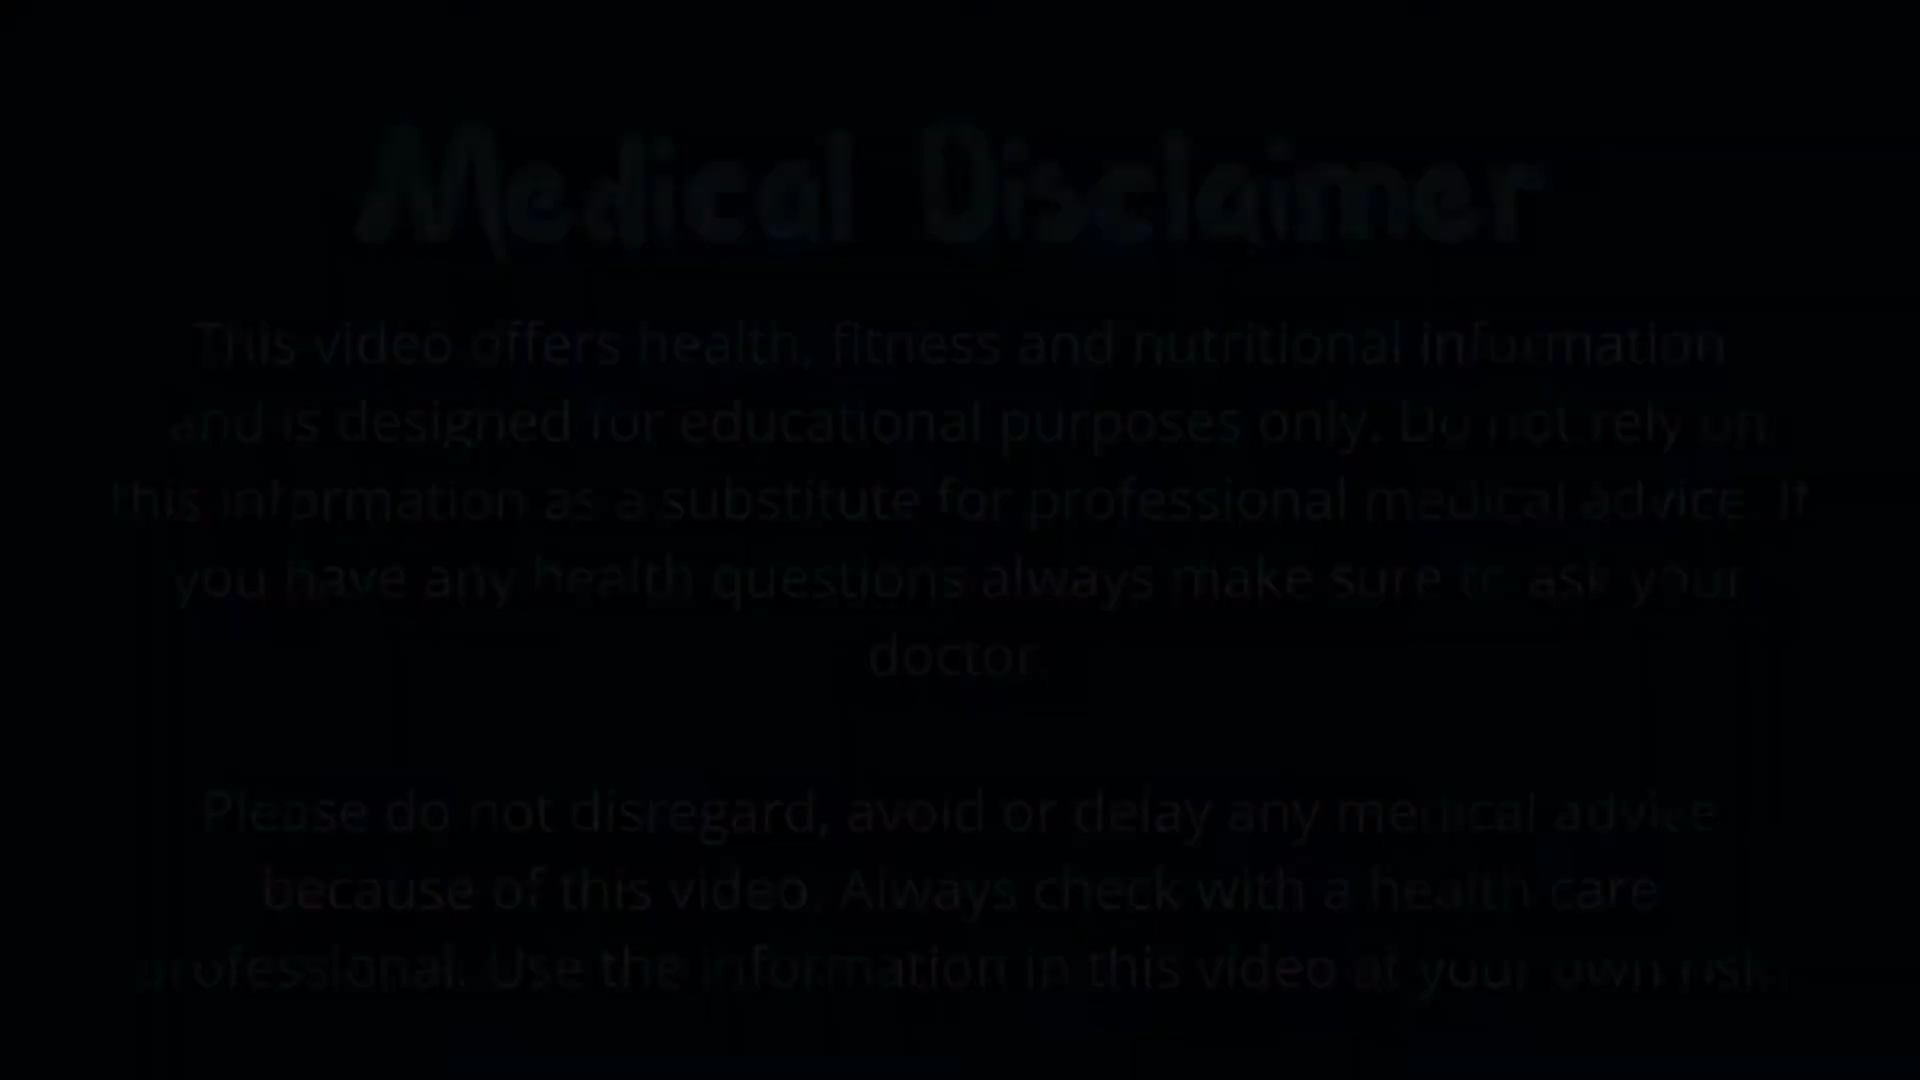 Medical Disclaimer
This video offers health, fitness and nutritional information
and is designed for educational purposes only. Do not rely on
this information as a substitute for professional medical advice. If
you have any health questions always make sure to ask your
doctor.
Please do not disregard, avoid or delay any medical advice
because of this video. Always check with a health care
professional. Use the information in this video at your own risk.